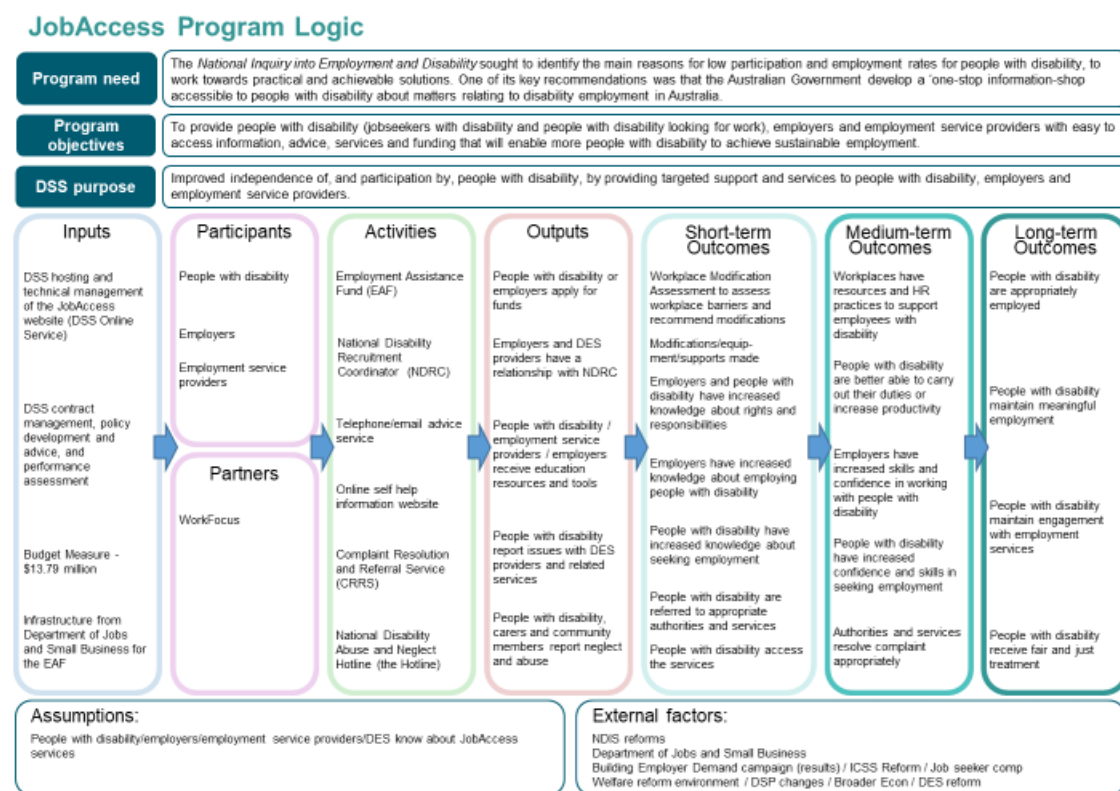 JobAccess Program Logic
Program need
The National Inquiry into Employment and Disability sought to identify the main reasons for low participation and employment rates for people with disability, to
work towards practical and achievable solutions. One of its key recommendations was that the Australian Government develop a 'one-stop information-shop
accessible to people with disability about matters relating to disability employment in Australia.
Program
objectives
To provide people with disability (jobseekers with disability and people with disability looking for work), employers and employment service providers with easy to
access information, advice, services and funding that will enable more people with disability to achieve sustainable employment.
DSS purpose
Improved independence of, and participation by, people with disability, by providing targeted support and services to people with disability, employers and
employment service providers.
Inputs
DSS hosting and
technical management
of the JobAccess
website (DSS Online
Service)
DSS contract
management, policy
development and
advice, and
performance
assessment
Budget Measure -
$13.79 million
Infrastructure from
Department of Jobs
and Small Business for
the EAF
Participants
People with disability
Employers
Employment service
providers
Partners
WorkFocus
Activities
Employment Assistance
Fund (EAF)
National Disability
Recruitment
Coordinator (NDRC)
Telephone/email advice
service
Online self help
information website
Complaint Resolution
and Referral Service
(CRRS)
National Disability
Abuse and Neglect
Hotline (the Hotline)
Outputs
People with disability or
employers apply for
funds
Employers and DES
providers have a
relationship with NDRC
People with disability /
employment service
providers / employers
receive education
resources and tools
People with disability
report issues with DES
providers and related
services
People with disability,
carers and community
members report neglect
and abuse
Short-term
Outcomes
Workplace Modification
Assessment to assess
workplace barriers and
recommend modifications
Modifications/equip-
ment/supports made
Employers and people with
disability have increased
knowledge about rights and
responsibilities
Employers have increased
knowledge about employing
people with disability
People with disability have
increased knowledge about
seeking employment
People with disability are
referred to appropriate
authorities and services
People with disability access
the services
Medium-term
Outcomes
Workplaces have
resources and HR
practices to support
employees with
disability
People with disability
are better able to carry
out their duties or
increase productivity
Employers have
increased skills and
confidence in working
with people with
disability
People with disability
have increased
confidence and skills in
seeking employment
Authorities and services
resolve complaint
appropriately
Long-term
Outcomes
People with disability
are appropriately
employed
People with disability
maintain meaningful
employment
People with disability
maintain engagement
with employment
services
People with disability
receive fair and just
treatment
Assumptions:
People with disability/employers/employment service providers/DES know about JobAccess
services
External factors:
NDIS reforms
Department of Jobs and Small Business
Building Employer Demand campaign (results) / ICSS Reform / Job seeker comp
Welfare reform environment / DSP changes / Broader Econ / DES reform